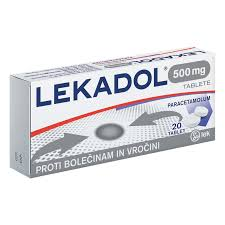 LEKADOL® 500 mg
TABLETE
PARACETAMOLUM
20
TABLET
PROTI BOLEČINAM IN VROČINI
lek